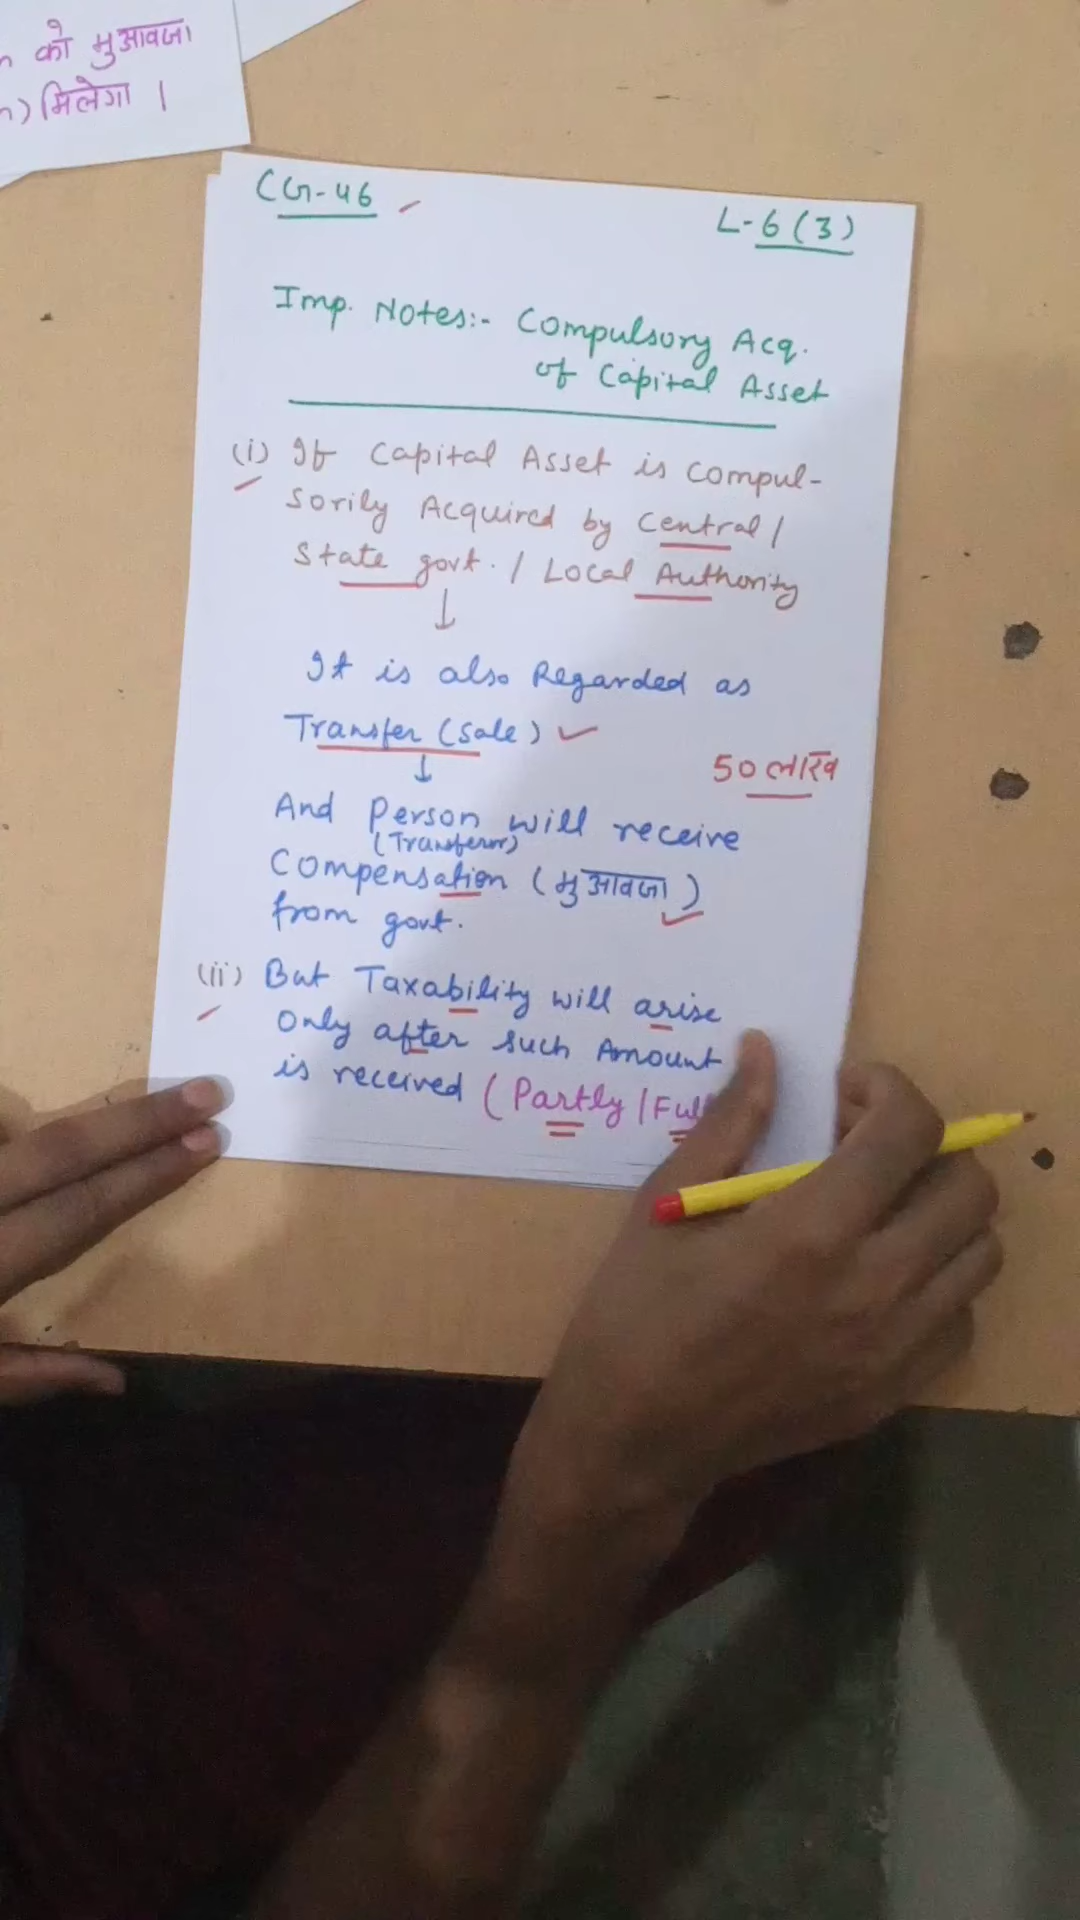 को मुआवजा
) मिलेगा ।
CG-46
L-6(3)
Imp. Notes:- Compulsory Acq.
of Capital Asset
(i) If Capital Asset is Compul-
sorily Acquired by Central/
State govt. / Local Authority
↓
It is also Regarded as
Transfer (Sale)
50 लाख
↓
And Person will receive
(Transferor)
Compensation (मुआवजा)
from govt.
(ii) But Taxability will arise
Only after such Amount
is received (Partly/Full